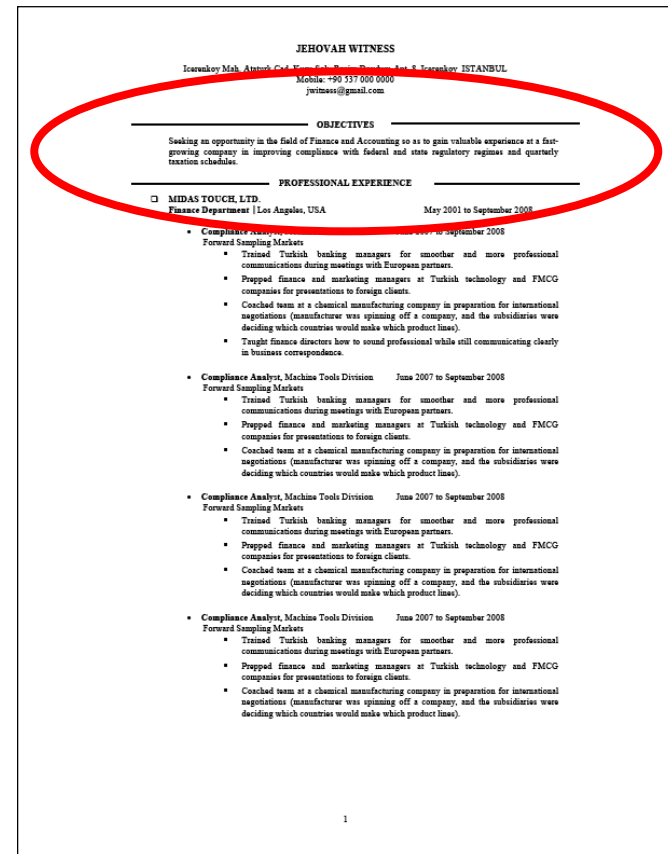 JEHOVAH WITNESS
Icerenkoy Mah. Ataturk Cad. Apt. 8, Icerenkoy, ISTANBUL
Mobile: +90 537 000 0000
jwitness@gmail.com
OBJECTIVES
Seeking an opportunity in the field of Finance and Accounting so as to gain valuable experience at a fast-
growing company in improving compliance with federal and state regulatory regimes and quarterly
taxation schedules.
PROFESSIONAL EXPERIENCE
MIDAS TOUCH, LTD.
Finance Department | Los Angeles, USA May 2001 to September 2008
Compliance Analyst, 2007 to September 2008
Forward Sampling Markets
Trained Turkish banking managers for smoother and more professional
communications during meetings with European partners.
Prepped finance and marketing managers at Turkish technology and FMCG
companies for presentations to foreign clients.
Coached team at a chemical manufacturing company in preparation for international
negotiations (manufacturer was spinning off a company, and the subsidiaries were
deciding which countries would make which product lines).
Taught finance directors how to sound professional while still communicating clearly
in business correspondence.
Compliance Analyst, Machine Tools Division June 2007 to September 2008
Forward Sampling Markets
Trained Turkish banking managers for smoother and more professional
communications during meetings with European partners.
Prepped finance and marketing managers at Turkish technology and FMCG
companies for presentations to foreign clients.
Coached team at a chemical manufacturing company in preparation for international
negotiations (manufacturer was spinning off a company, and the subsidiaries were
deciding which countries would make which product lines).
Compliance Analyst, Machine Tools Division June 2007 to September 2008
Forward Sampling Markets
Trained Turkish banking managers for smoother and more professional
communications during meetings with European partners.
Prepped finance and marketing managers at Turkish technology and FMCG
companies for presentations to foreign clients.
Coached team at a chemical manufacturing company in preparation for international
negotiations (manufacturer was spinning off a company, and the subsidiaries were
deciding which countries would make which product lines).
Compliance Analyst, Machine Tools Division June 2007 to September 2008
Forward Sampling Markets
Trained Turkish banking managers for smoother and more professional
communications during meetings with European partners.
Prepped finance and marketing managers at Turkish technology and FMCG
companies for presentations to foreign clients.
Coached team at a chemical manufacturing company in preparation for international
negotiations (manufacturer was spinning off a company, and the subsidiaries were
deciding which countries would make which product lines).
1